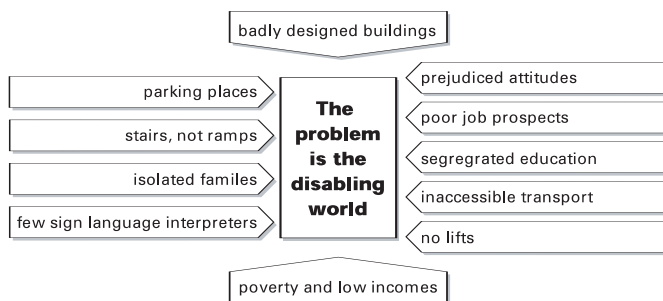 badly designed buildings
parking places
stairs, not ramps
isolated familes
few sign language interpreters
The
problem
is the
disabling
world
prejudiced attitudes
poor job prospects
segregrated education
inaccessible transport
no lifts
poverty and low incomes